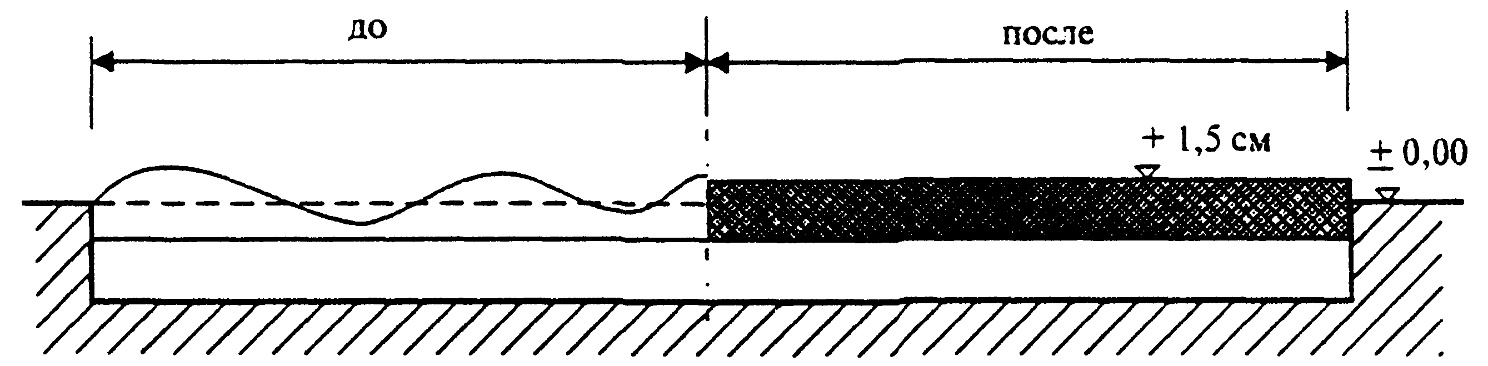 до
после
+ 1,5 см
± 0,00